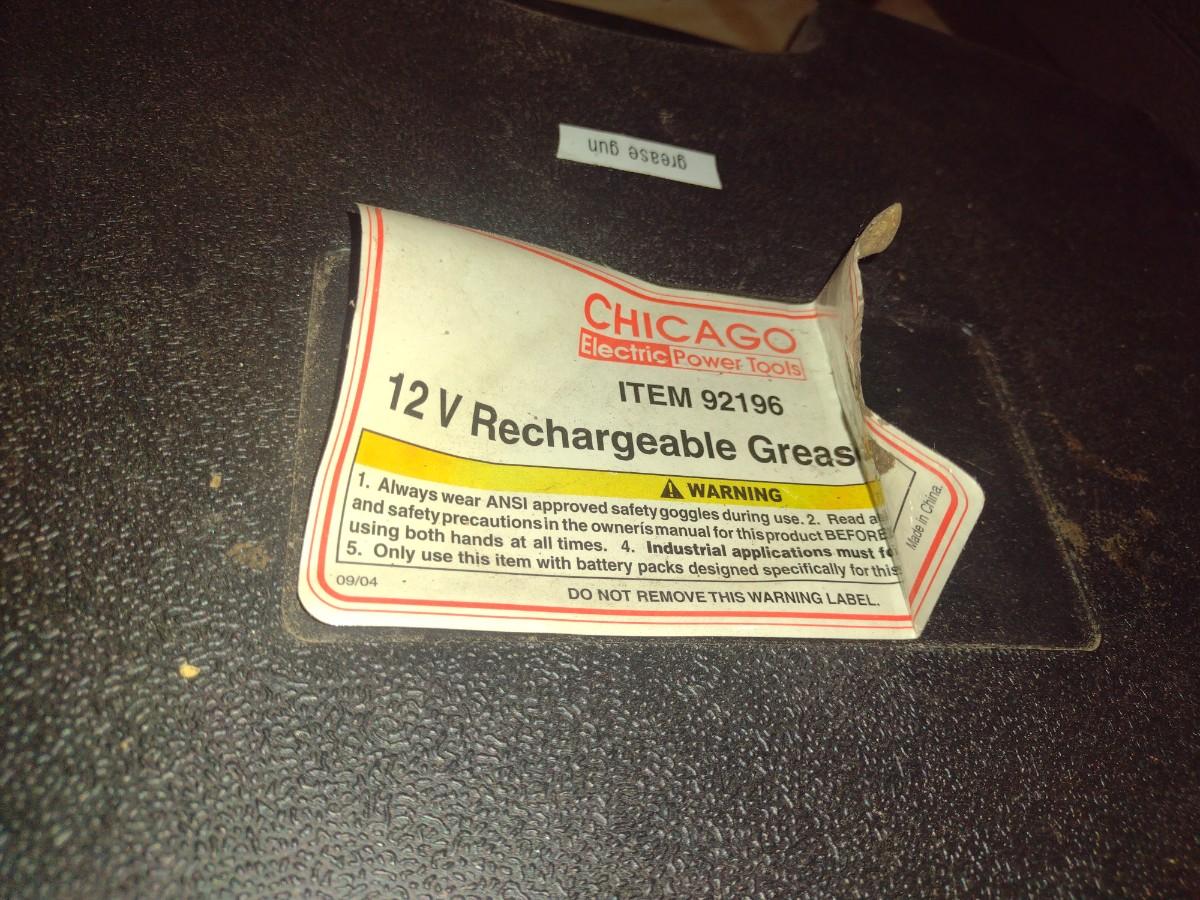 grease gun
CHICAGO
Electric Power Tools
ITEM 92196
12 V Rechargeable Greas
WARNING
1. Always wear ANSI approved safety goggles during use. 2. Read a
and safety precautions in the ownerís manual for this product BEFORE
using both hands at all times. 4. Industrial applications must fo
5. Only use this item with battery packs designed specifically for this
09/04
DO NOT REMOVE THIS WARNING LABEL.
Made in China.